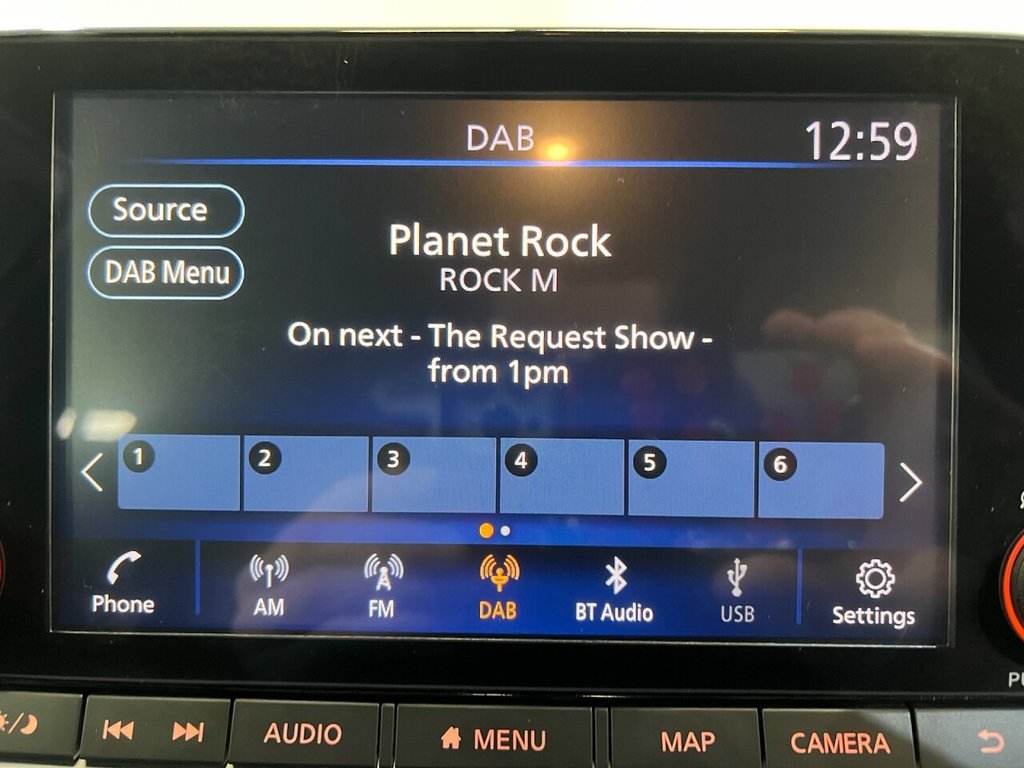 DAB
12:59
Source
DAB Menu
Planet Rock
ROCK M
On next - The Request Show -
from 1pm
1 2 3 4 5 6
Phone
AM
FM
DAB
BT Audio
USB
Settings
AUDIO
MENU
MAP
CAMERA